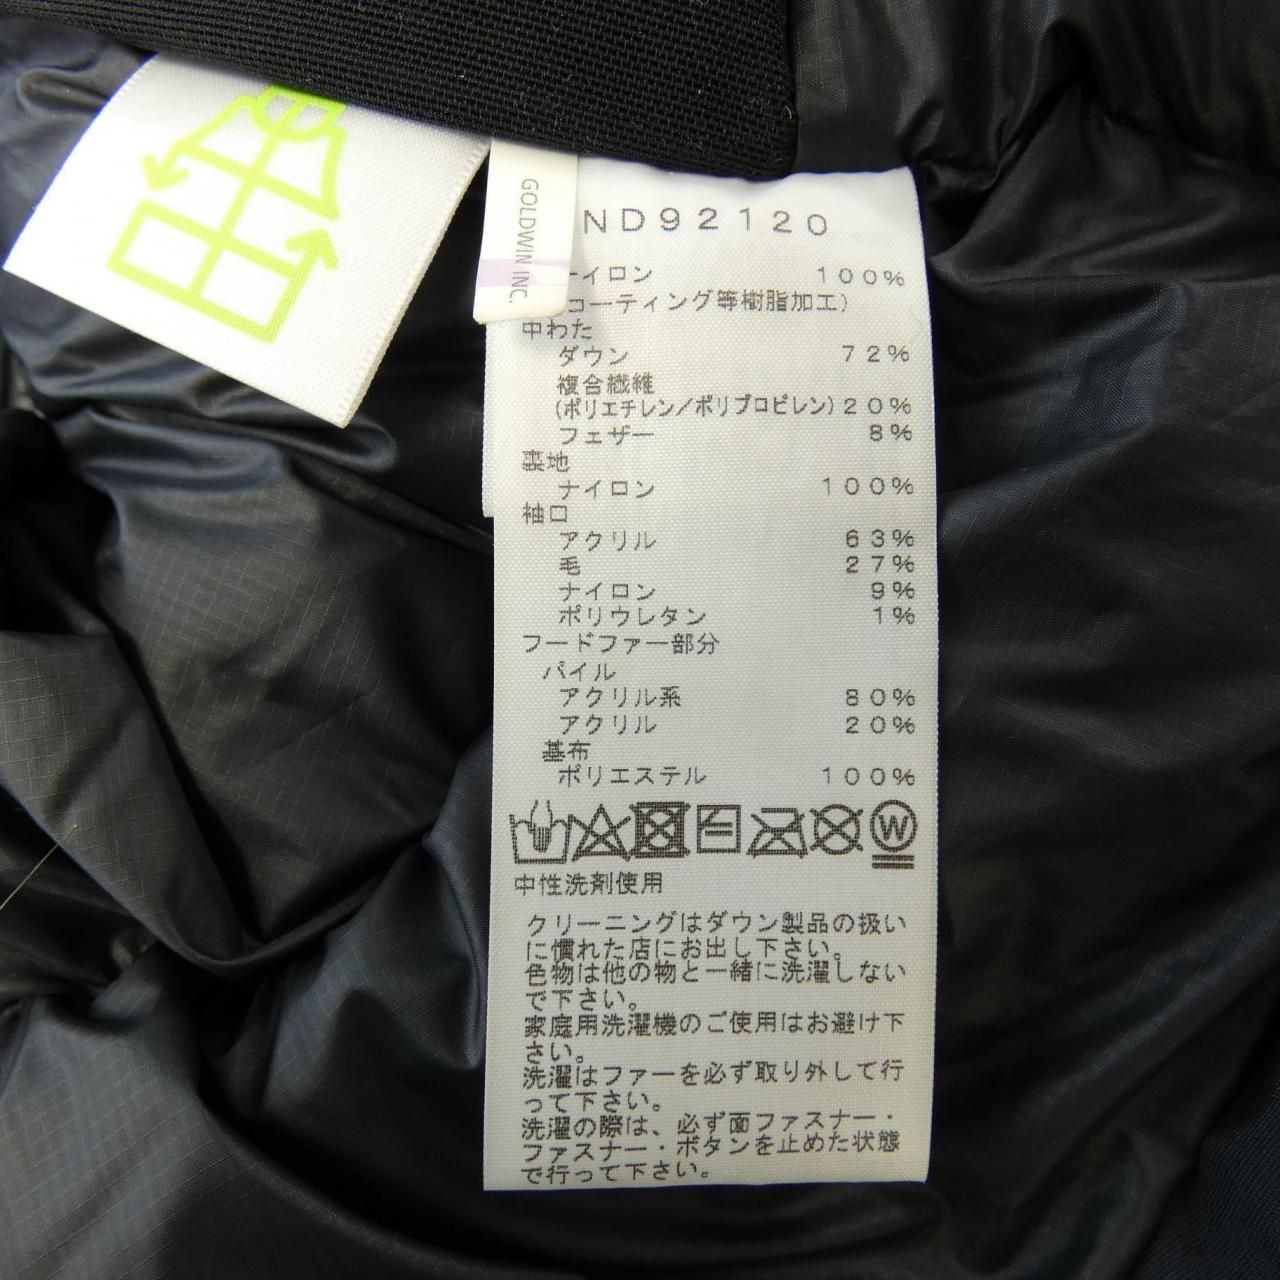 GOLDWIN INC.
ND92120
イロン 100%
コーティング等樹脂加工)
中わた
ダウン 72%
複合繊維
(ポリエチレン/ポリプロピレン) 20%
フェザー 8%
裏地
ナイロン 100%
袖口
アクリル 63%
毛 27%
ナイロン 9%
ポリウレタン 1%
フードファー部分
パイル
アクリル系 80%
アクリル 20%
基布
ポリエステル 100%
W
中性洗剤使用
クリーニングはダウン製品の扱い
に慣れた店にお出し下さい。
色物は他の物と一緒に洗濯しない
で下さい。
家庭用洗濯機のご使用はお避け下
さい。
洗濯はファーを必ず取り外して行
って下さい。
洗濯の際は、必ず面ファスナー・
ファスナー・ボタンを止めた状態
で行って下さい。